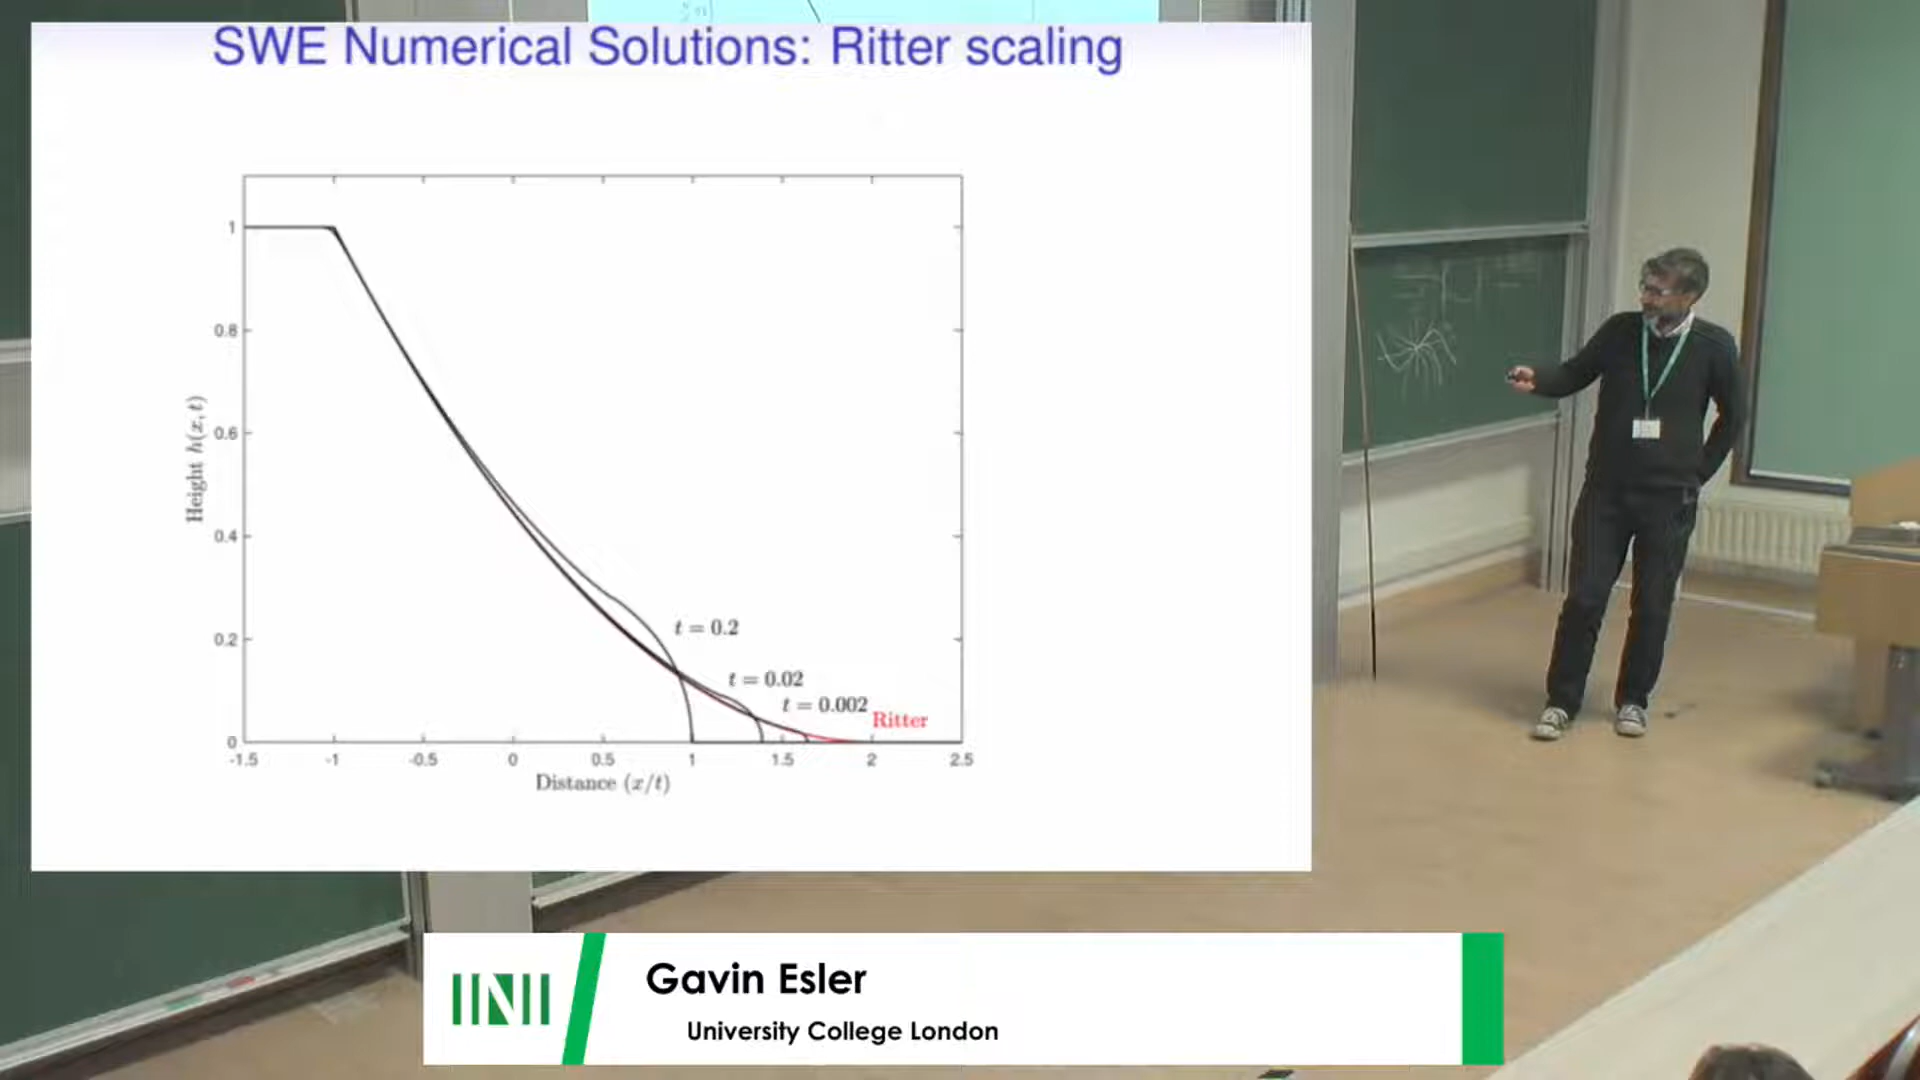 SWE Numerical Solutions: Ritter scaling
1
0.8
0.6
0.4
0.2
0
Height h(x, t)
t = 0.2
t = 0.02
t = 0.002
Ritter
-1.5 -1 -0.5 0 0.5 1 1.5 2 2.5
Distance (x/t)
INI
Gavin Esler
University College London